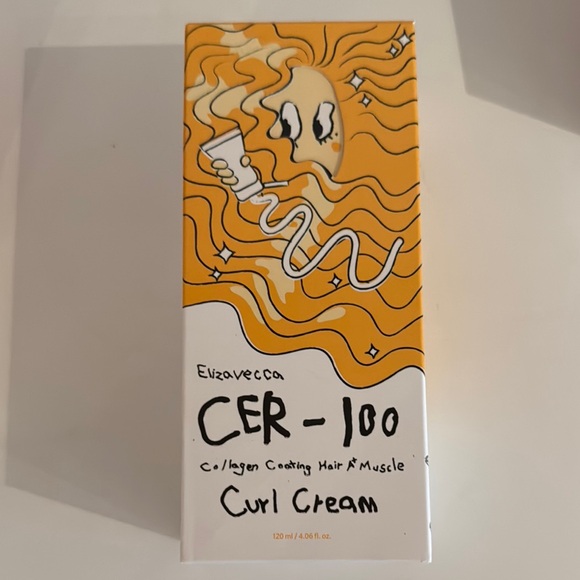 Elizavecca
CER-100
Collagen Coating Hair A+ Muscle
Curl Cream
120 ml / 4.06 fl. oz.